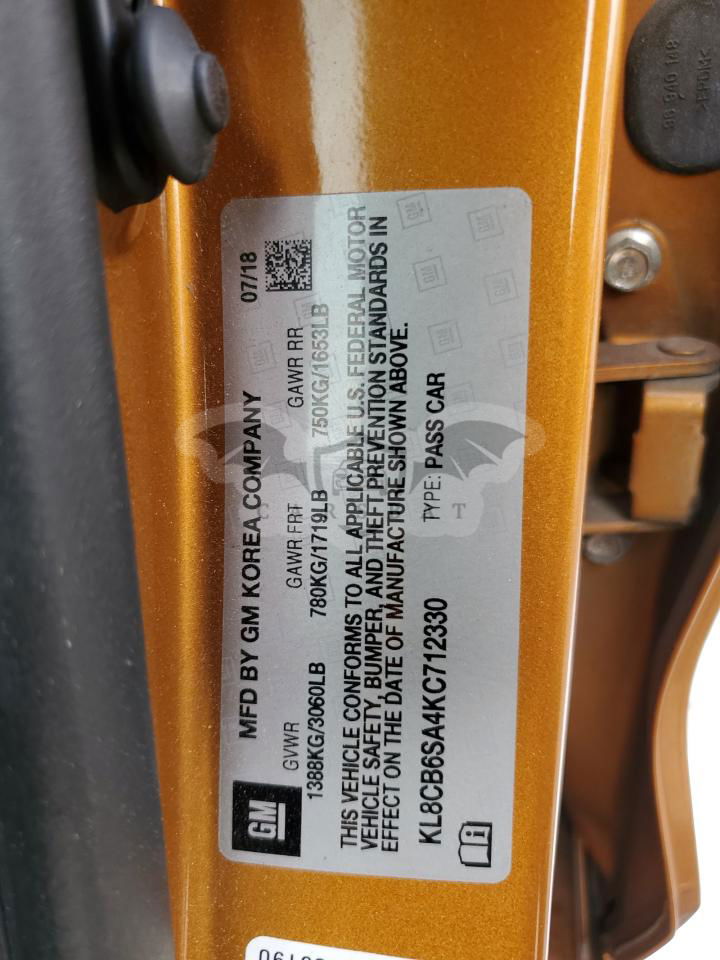 GM
MFD BY GM KOREA COMPANY 07/18
GVWR GAWR FRT GAWR RR
1388KG/3060LB 780KG/1719LB 750KG/1653LB
THIS VEHICLE CONFORMS TO ALL APPLICABLE U.S. FEDERAL MOTOR
VEHICLE SAFETY, BUMPER, AND THEFT PREVENTION STANDARDS IN
EFFECT ON THE DATE OF MANUFACTURE SHOWN ABOVE.
KL8CB6SA4KC712330 TYPE: PASS CAR
>EPDM<